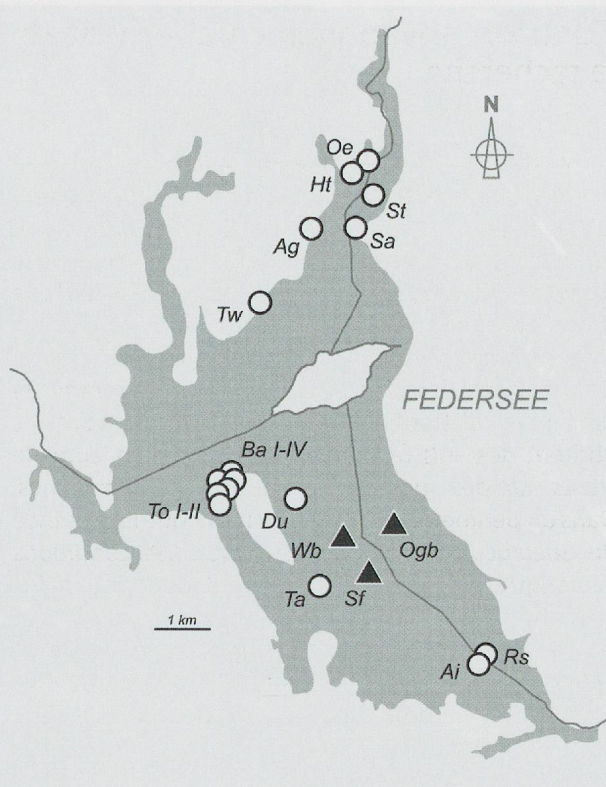 N
Oe
Ht
St
Ag
Sa
Tw
FEDERSEE
Ba I-IV
To I-II
Du
Wb
Ogb
Ta
Sf
1 km
Rs
Ai